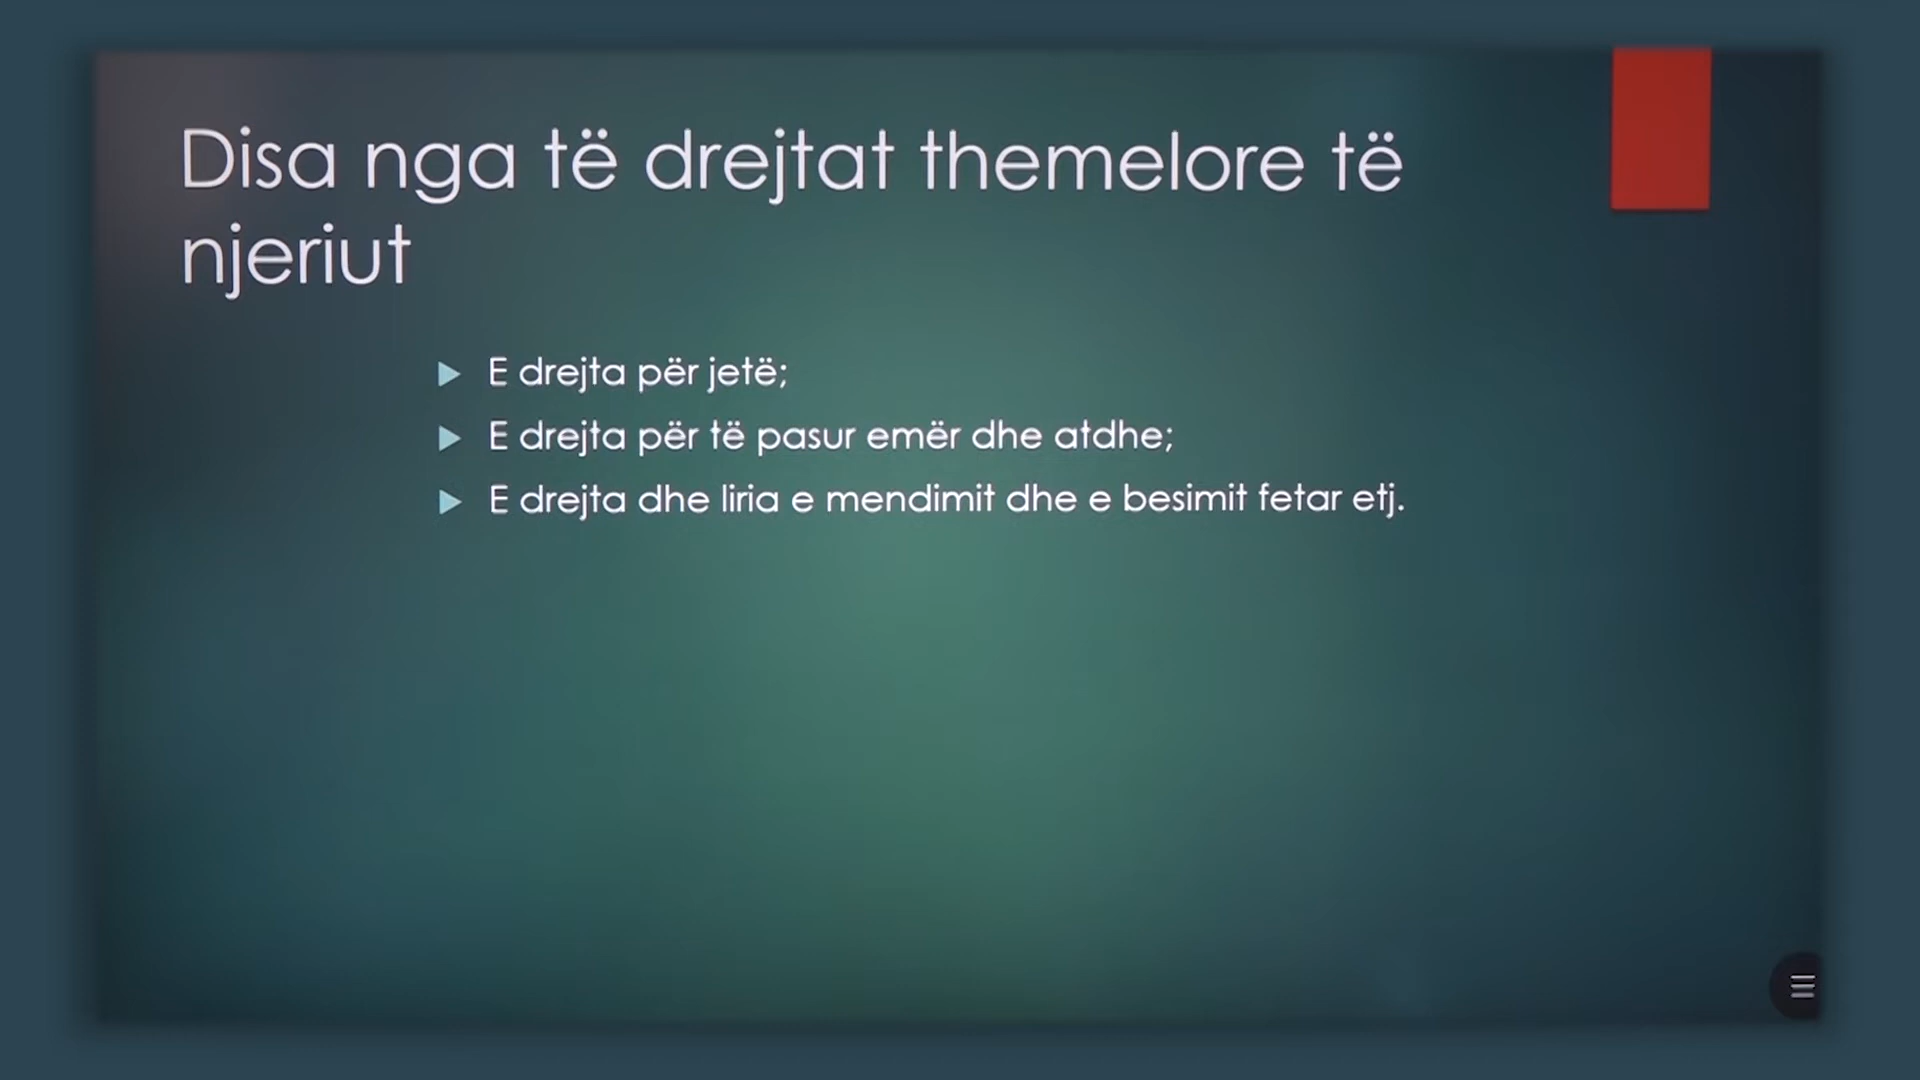 Disa nga të drejtat themelore të
njeriut
E drejta për jetë;
E drejta për të pasur emër dhe atdhe;
E drejta dhe liria e mendimit dhe e besimit fetar etj.